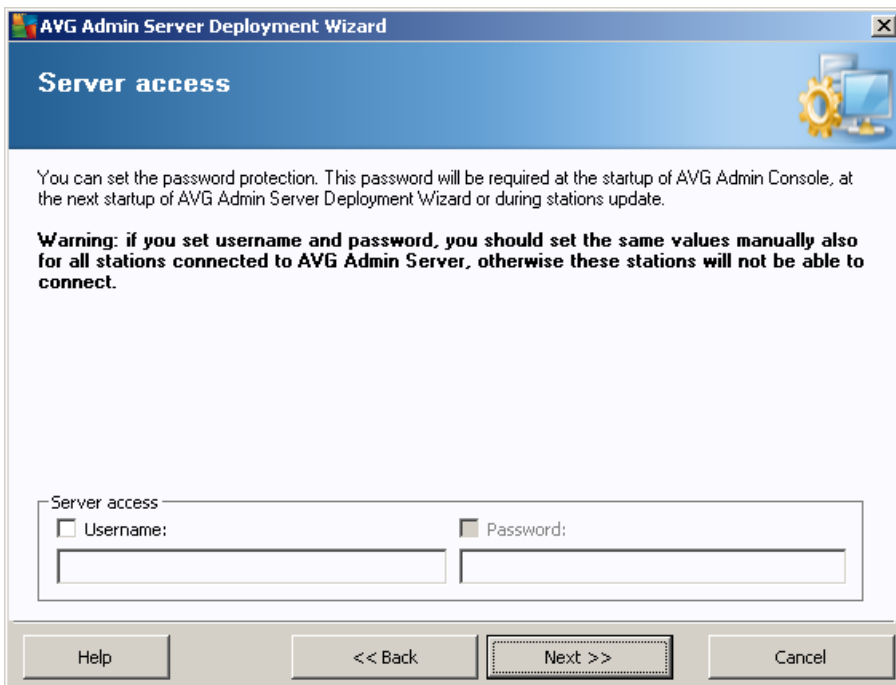 AVG Admin Server Deployment Wizard
Server access
You can set the password protection. This password will be required at the startup of AVG Admin Console, at
the next startup of AVG Admin Server Deployment Wizard or during stations update.
Warning: if you set username and password, you should set the same values manually also
for all stations connected to AVG Admin Server, otherwise these stations will not be able to
connect.
Server access
Username:
Password:
Help
<< Back
Next >>
Cancel